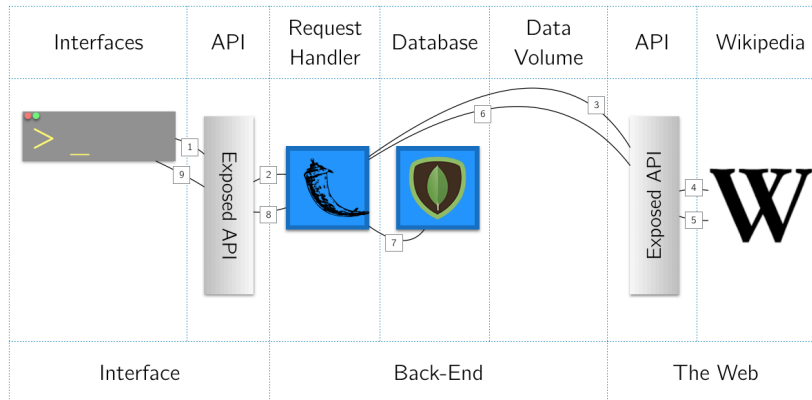 Interfaces
API
Request
Handler
Database
Data
Volume
API
Wikipedia
> _
1
9
Exposed API
2
8
7
3
6
Exposed API
4
5
W
Interface
Back-End
The Web